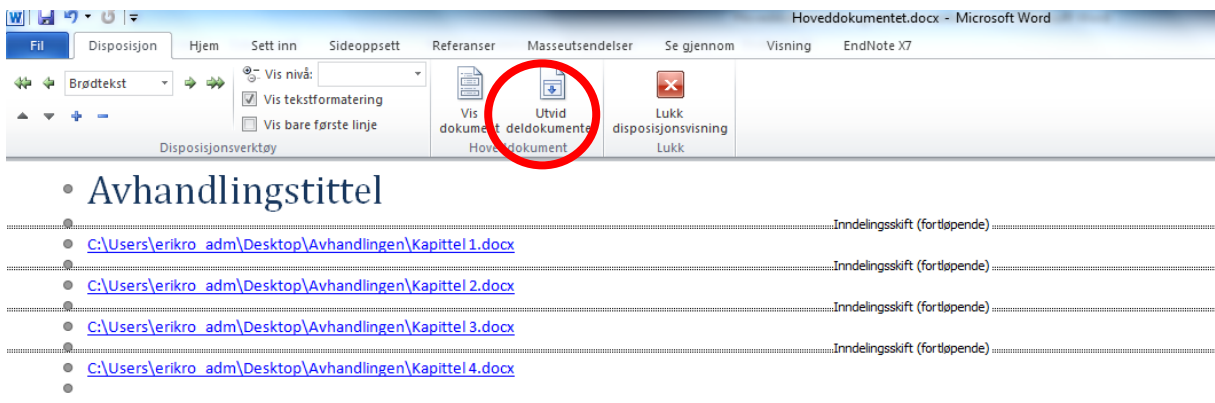 Hoveddokumentet.docx - Microsoft Word
Fil Disposisjon Hjem Sett inn Sideoppsett Referanser Masseutsendelser Se gjennom Visning EndNote X7
Brødtekst
Vis nivå:
Vis tekstformatering
Vis bare første linje
Disposisjonsverktøy
Vis
dokument
Utvid
deldokumenter
Hoveddokument
Lukk
disposisjonsvisning
Lukk
Avhandlingstittel
Inndelingsskift (fortløpende)
C:\Users\erikro_adm\Desktop\Avhandlingen\Kapittel 1.docx
Inndelingsskift (fortløpende)
C:\Users\erikro_adm\Desktop\Avhandlingen\Kapittel 2.docx
Inndelingsskift (fortløpende)
C:\Users\erikro_adm\Desktop\Avhandlingen\Kapittel 3.docx
Inndelingsskift (fortløpende)
C:\Users\erikro_adm\Desktop\Avhandlingen\Kapittel 4.docx